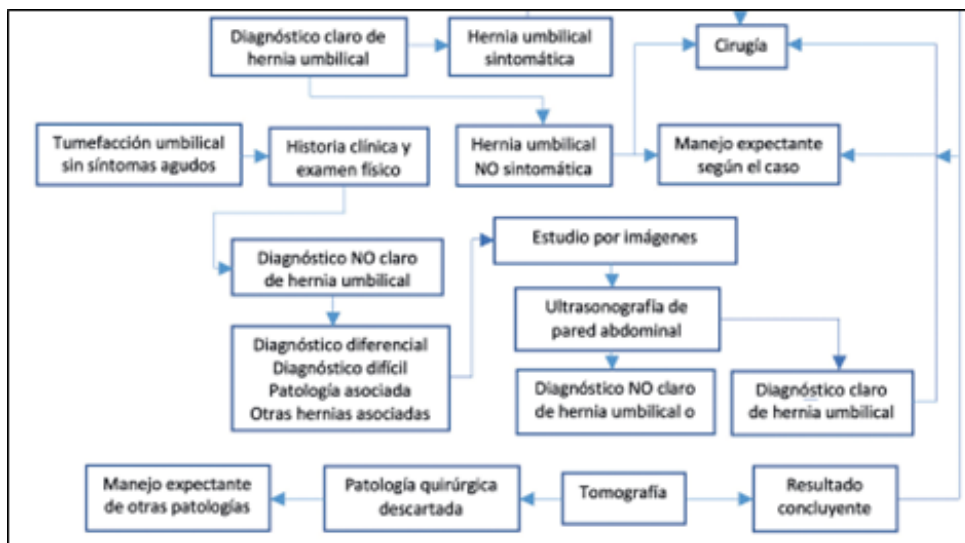 Diagnóstico claro de
hernia umbilical
Hernia umbilical
sintomática
Cirugía
Tumefacción umbilical
sin síntomas agudos
Historia clínica y
examen físico
Hernia umbilical
NO sintomática
Manejo expectante
según el caso
Estudio por imágenes
Diagnóstico NO claro
de hernia umbilical
Ultrasonografía de
pared abdominal
Diagnóstico diferencial
Diagnóstico difícil
Patología asociada
Otras hernias asociadas
Diagnóstico NO claro
de hernia umbilical o
Diagnóstico claro
de hernia umbilical
Manejo expectante
de otras patologías
Patología quirúrgica
descartada
Tomografía
Resultado
concluyente